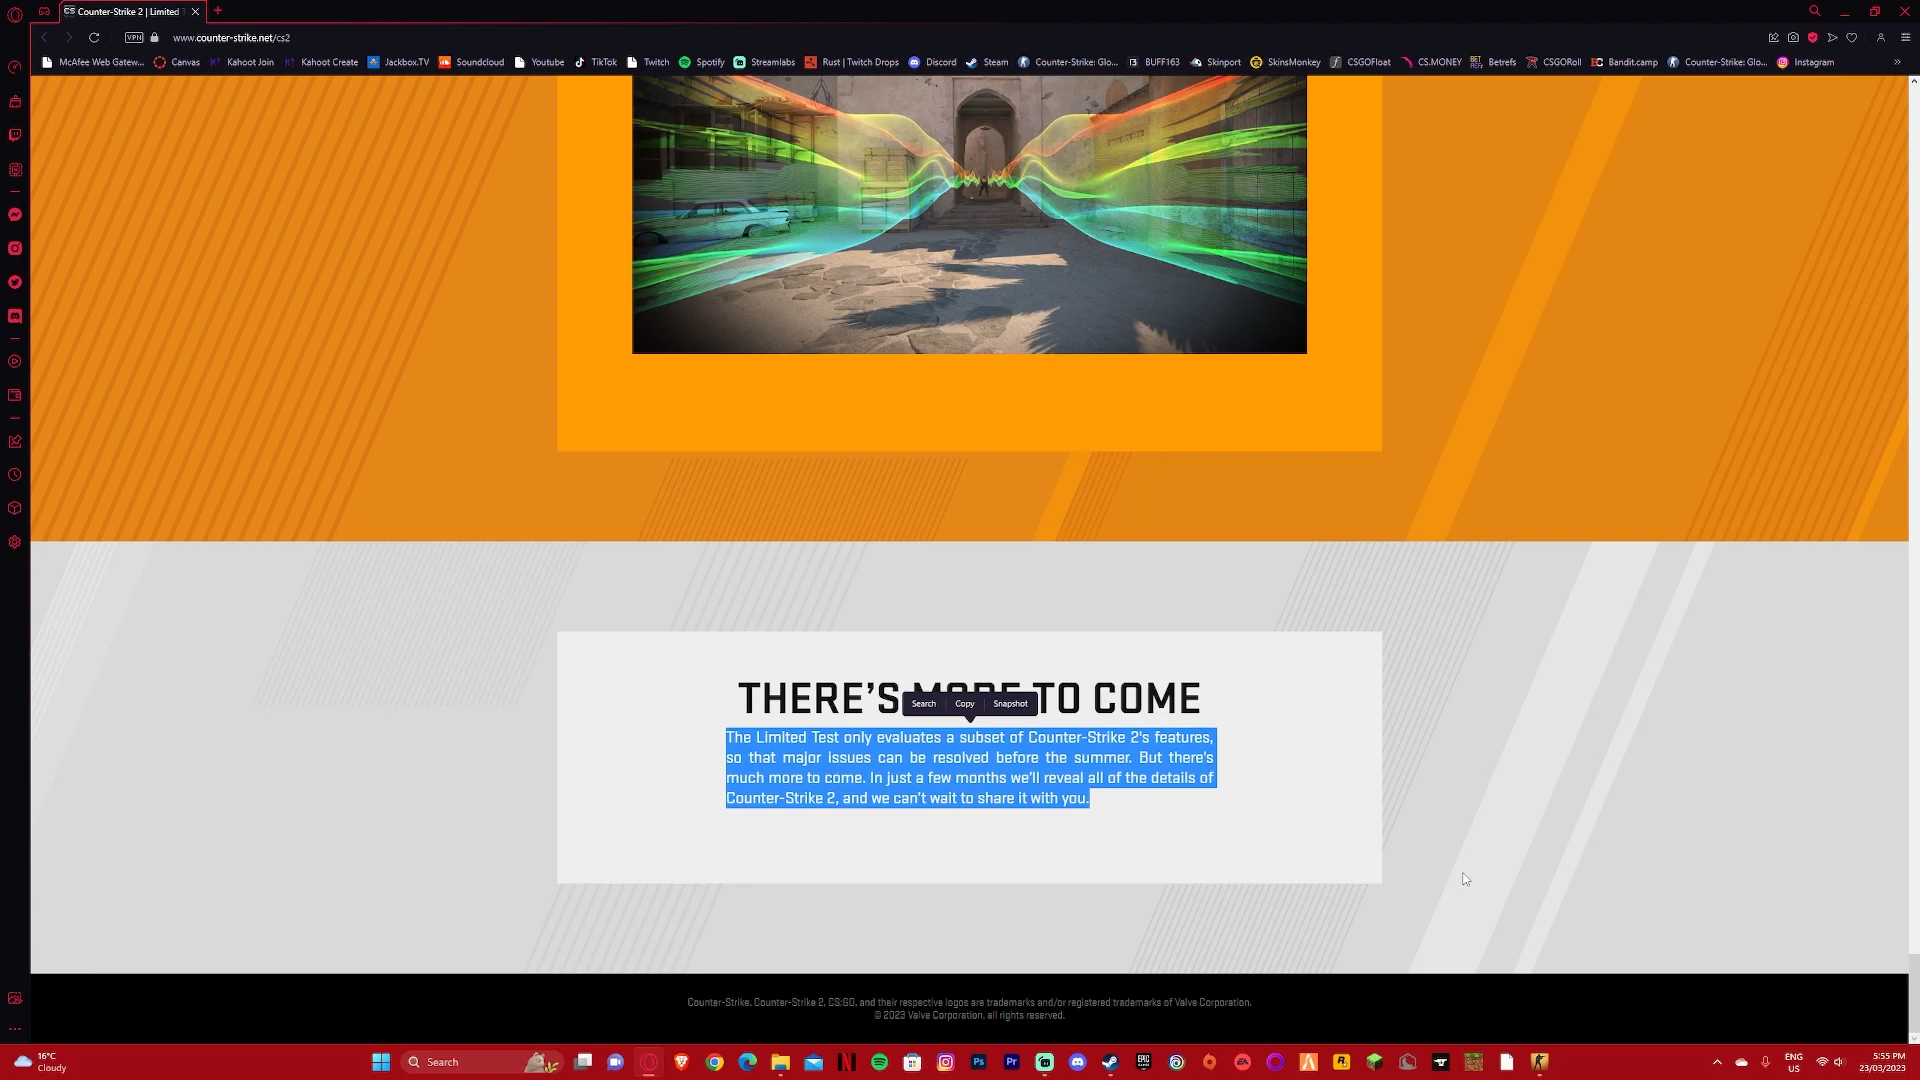 Counter-Strike 2 | Limited T
VPN
www.counter-strike.net/cs2
McAfee Web Gatew... Canvas Kahoot Join Kahoot Create Jackbox.TV Soundcloud Youtube TikTok Twitch Spotify Streamlabs Rust | Twitch Drops Discord Steam Counter-Strike: Glo... BUFF163 Skinport SkinsMonkey CSGOFloat CS.MONEY Betrefs CSGORoll Bandit.camp Counter-Strike: Glo... Instagram
THERE'S MORE TO COME
Search Copy Snapshot
The Limited Test only evaluates a subset of Counter-Strike 2's features,
so that major issues can be resolved before the summer. But there's
much more to come. In just a few months we'll reveal all of the details of
Counter-Strike 2, and we can't wait to share it with you.
Counter-Strike, Counter-Strike 2, CS:GO, and their respective logos are trademarks and/or registered trademarks of Valve Corporation.
© 2023 Valve Corporation, all rights reserved.
16°C
Cloudy
Search
ENG
US
5:55 PM
23/03/2023